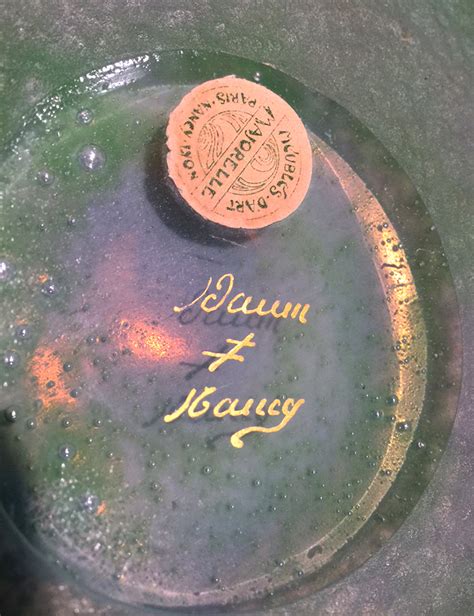 PARIS·NANCY·LYON
MAJORELLE
MEUBLES·D'ART
Daum
‡
Nancy